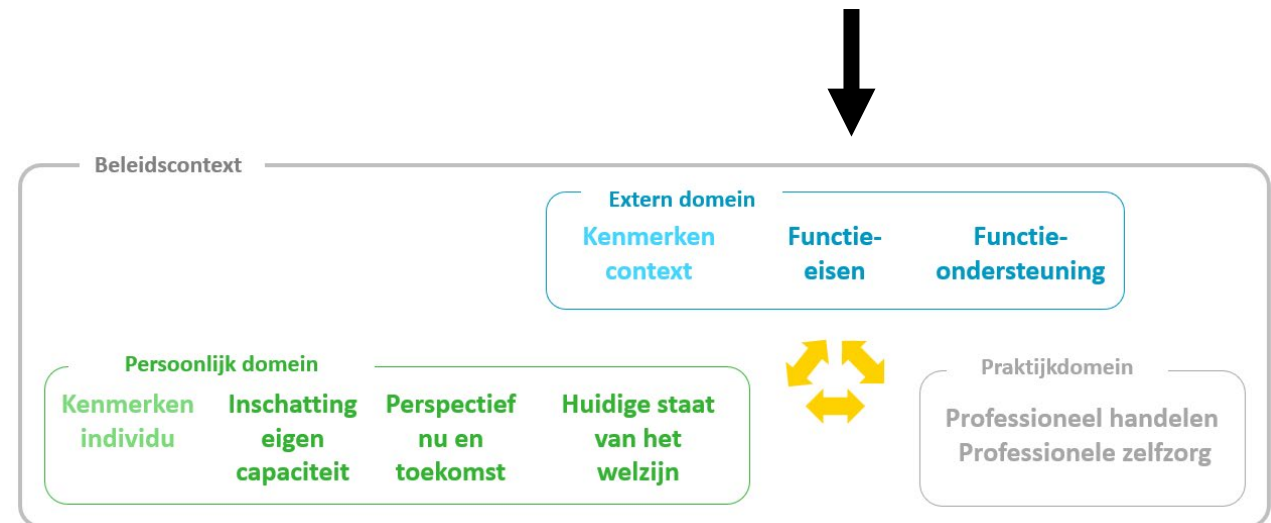 Beleidscontext
Extern domein
Kenmerken
context
Functie-
eisen
Functie-
ondersteuning
Persoonlijk domein
Kenmerken
individu
Inschatting
eigen
capaciteit
Perspectief
nu en
toekomst
Huidige staat
van het
welzijn
Praktijkdomein
Professioneel handelen
Professionele zelfzorg